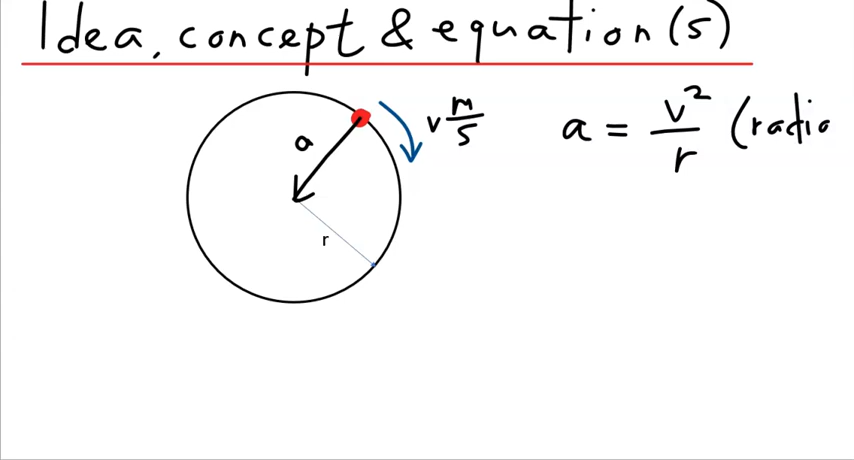 Idea, concept & equation(s)
a
v m/s
a = v²/r (radia
r